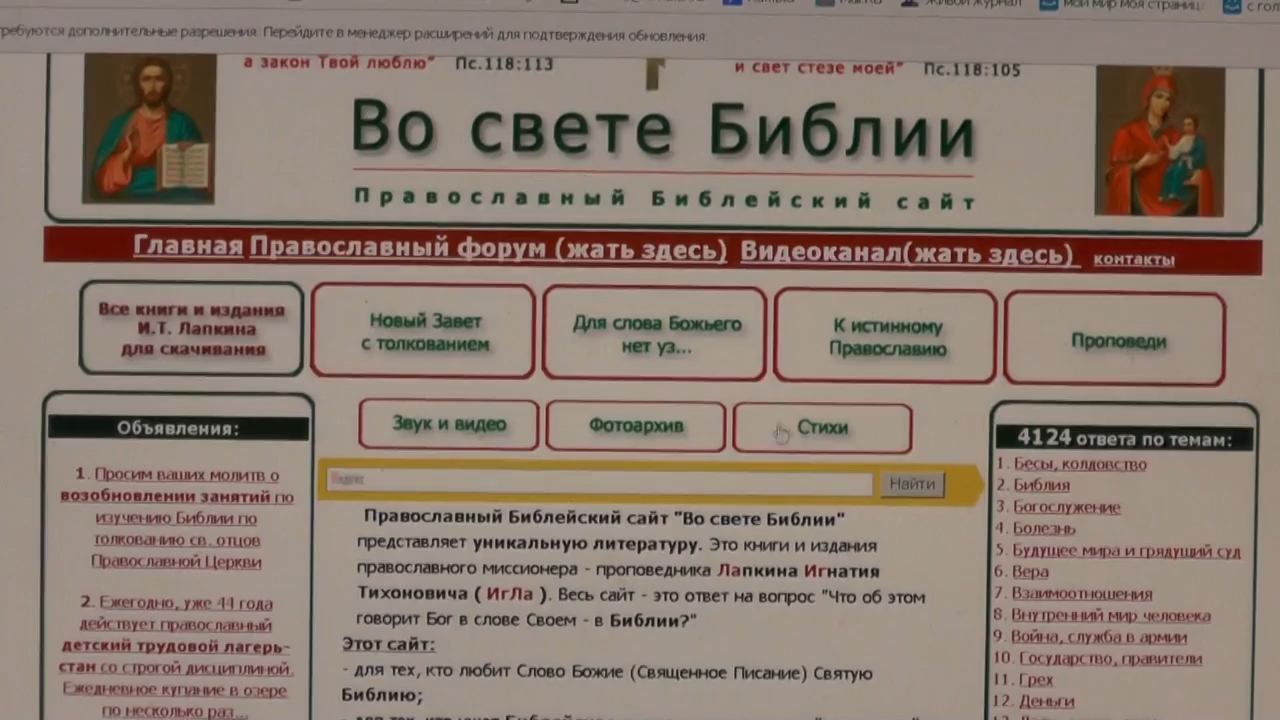 живой журнал
мой мир моя страниц
с гол
ребуются дополнительные разрешения. Перейдите в менеджер расширений для подтверждения обновления.
а закон Твой люблю" Пс.118:113
и свет стезе моей" Пс.118:105
Во свете Библии
Православный Библейский сайт
Главная Православный форум (жать здесь) Видеоканал(жать здесь) контакты
Все книги и издания
И.Т. Лапкина
для скачивания
Новый Завет
с толкованием
Для слова Божьего
нет уз...
К истинному
Православию
Проповеди
Звук и видео
Фотоархив
Стихи
Объявления:
1. Просим ваших молитв о
возобновлении занятий по
изучению Библии по
толкованию св. отцов
Православной Церкви
2. Ежегодно, уже 44 года
действует православный
детский трудовой лагерь-
стан со строгой дисциплиной.
Ежедневное купание в озере
по несколько раз...
Яндекс
Найти
Православный Библейский сайт "Во свете Библии"
представляет уникальную литературу. Это книги и издания
православного миссионера - проповедника Лапкина Игнатия
Тихоновича ( ИгЛа ). Весь сайт - это ответ на вопрос "Что об этом
говорит Бог в слове Своем - в Библии?"
Этот сайт:
- для тех, кто любит Слово Божие (Священное Писание) Святую
Библию;
4124 ответа по темам:
1. Бесы, колдовство
2. Библия
3. Богослужение
4. Болезнь
5. Будущее мира и грядущий суд
6. Вера
7. Взаимоотношения
8. Внутренний мир человека
9. Война, служба в армии
10. Государство, правители
11. Грех
12. Деньги